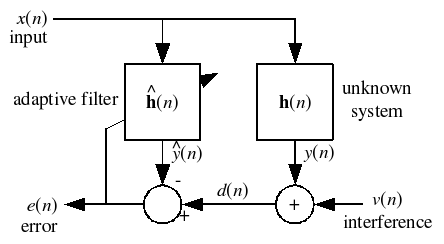 x(n)
input
adaptive filter
ĥ(n)
h(n)
unknown
system
ŷ(n)
y(n)
-
+
d(n)
+
e(n)
error
v(n)
interference